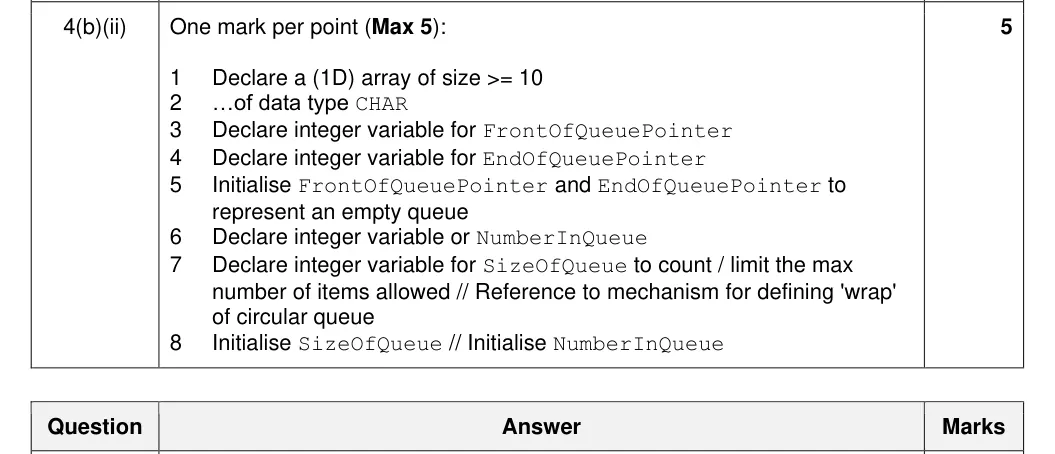 4(b)(ii) One mark per point (Max 5): 5
1 Declare a (1D) array of size >= 10
2 …of data type CHAR
3 Declare integer variable for FrontOfQueuePointer
4 Declare integer variable for EndOfQueuePointer
5 Initialise FrontOfQueuePointer and EndOfQueuePointer to
represent an empty queue
6 Declare integer variable or NumberInQueue
7 Declare integer variable for SizeOfQueue to count / limit the max
number of items allowed // Reference to mechanism for defining 'wrap'
of circular queue
8 Initialise SizeOfQueue // Initialise NumberInQueue
Question Answer Marks